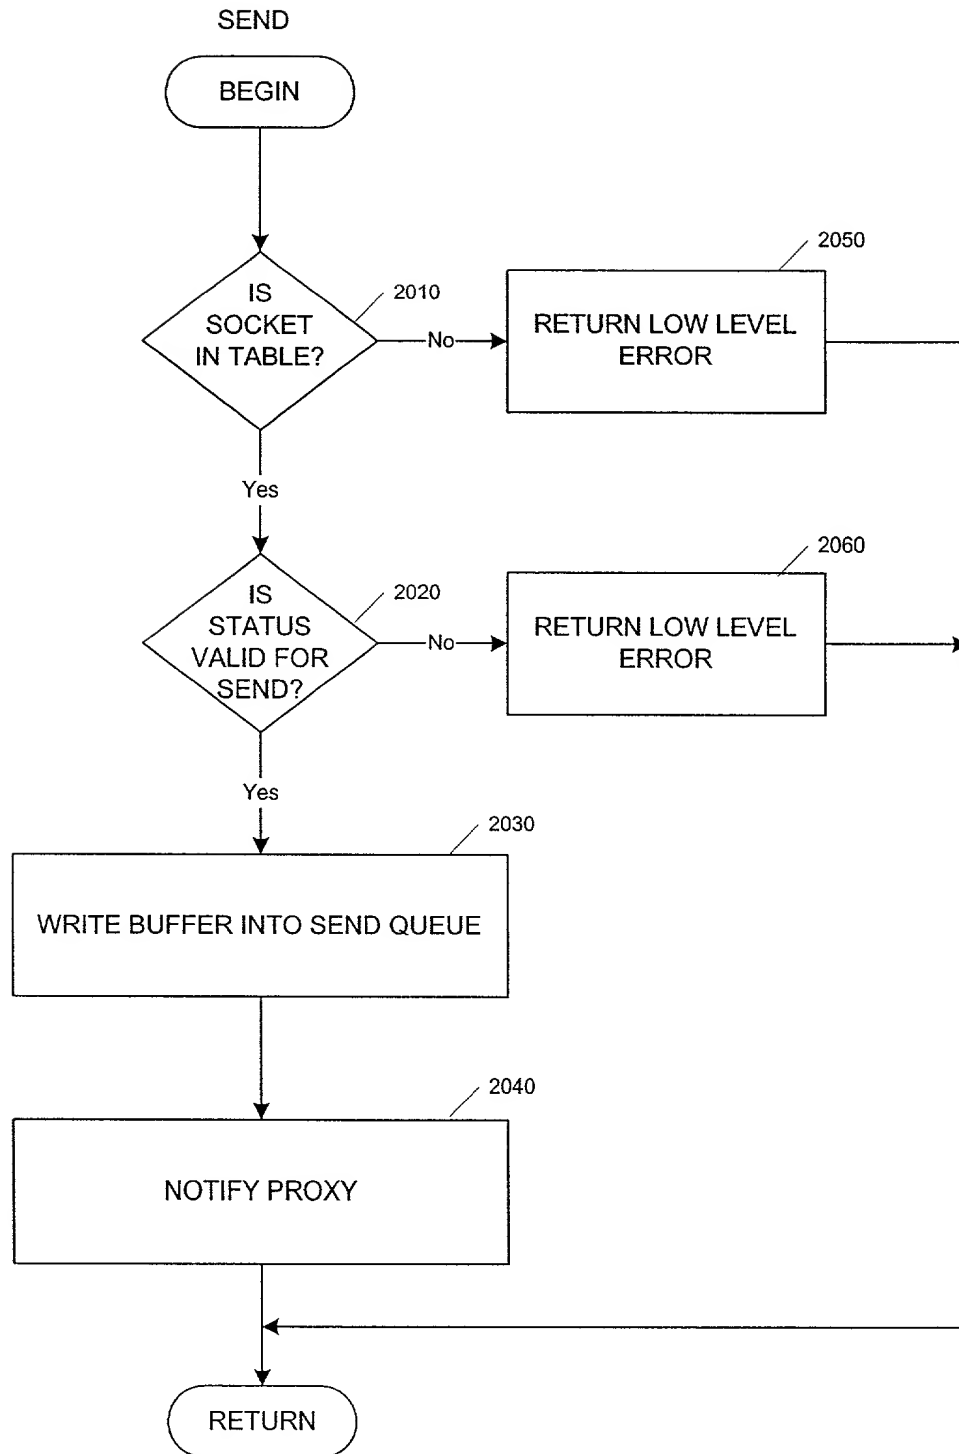 SEND
BEGIN
IS
SOCKET
IN TABLE?
2010
No
2050
RETURN LOW LEVEL
ERROR
Yes
IS
STATUS
VALID FOR
SEND?
2020
No
2060
RETURN LOW LEVEL
ERROR
Yes
2030
WRITE BUFFER INTO SEND QUEUE
2040
NOTIFY PROXY
RETURN